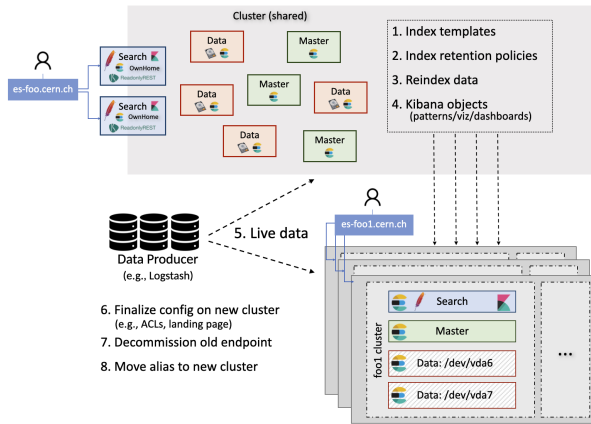 Cluster (shared)
es-foo.cern.ch
Search
OwnHome
ReadonlyREST
Search
OwnHome
ReadonlyREST
Data
Master
Master
Data
Data
Data
Master
1. Index templates
2. Index retention policies
3. Reindex data
4. Kibana objects
(patterns/viz/dashboards)
Data Producer
(e.g., Logstash)
5. Live data
es-foo1.cern.ch
6. Finalize config on new cluster
(e.g., ACLs, landing page)
7. Decommission old endpoint
8. Move alias to new cluster
foo1 cluster
Search
Master
Data: /dev/vda6
Data: /dev/vda7
...